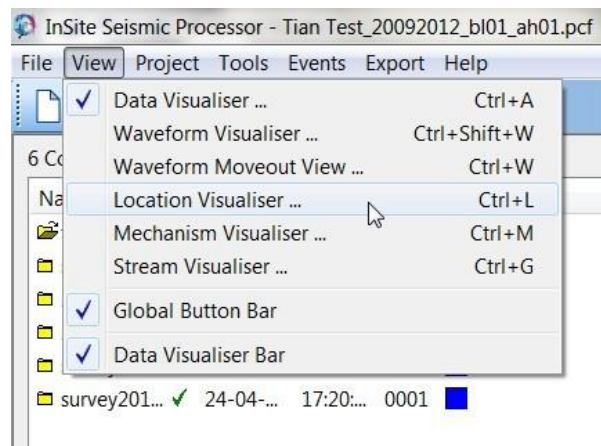 InSite Seismic Processor - Tian Test_20092012_bl01_ah01.pcf
File View Project Tools Events Export Help
Data Visualiser ... Ctrl+A
Waveform Visualiser ... Ctrl+Shift+W
6 Co
Waveform Moveout View ... Ctrl+W
Na
Location Visualiser ... Ctrl+L
Mechanism Visualiser ... Ctrl+M
Stream Visualiser ... Ctrl+G
Global Button Bar
Data Visualiser Bar
survey201... 24-04-... 17:20:... 0001